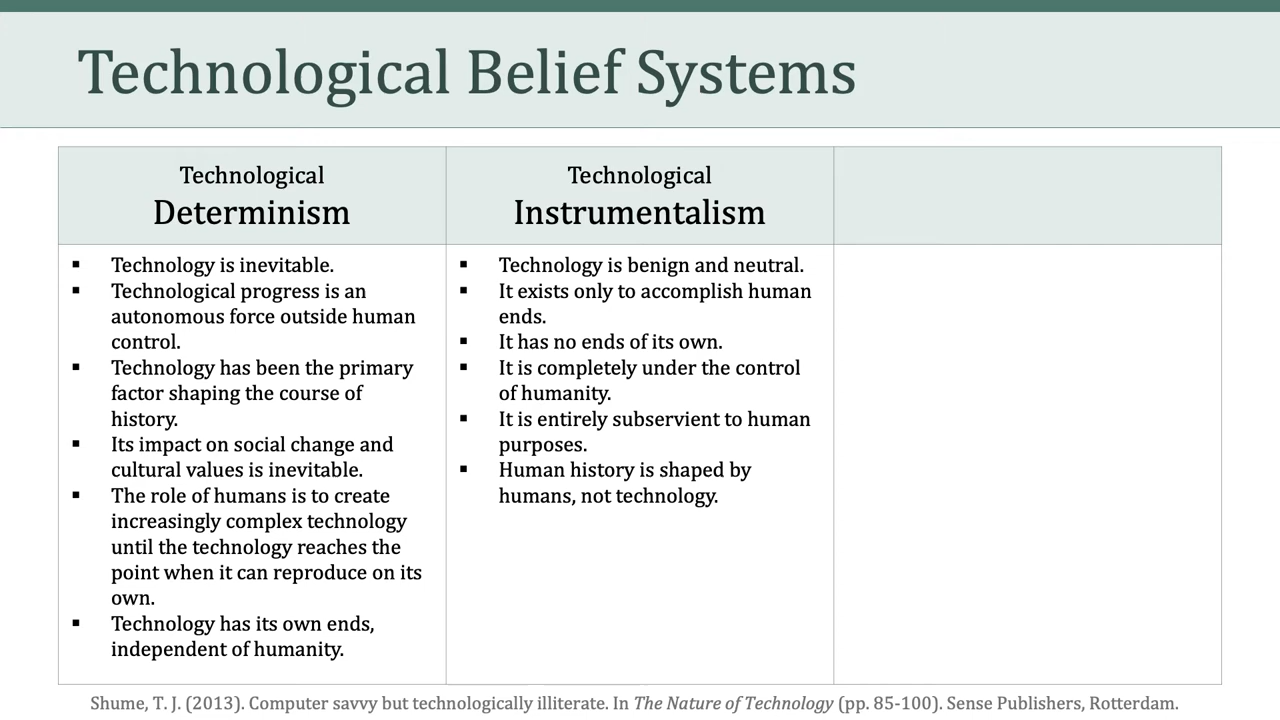 Technological Belief Systems
Technological
Determinism
▪ Technology is inevitable.
▪ Technological progress is an
autonomous force outside human
control.
▪ Technology has been the primary
factor shaping the course of
history.
▪ Its impact on social change and
cultural values is inevitable.
▪ The role of humans is to create
increasingly complex technology
until the technology reaches the
point when it can reproduce on its
own.
▪ Technology has its own ends,
independent of humanity.
Technological
Instrumentalism
▪ Technology is benign and neutral.
▪ It exists only to accomplish human
ends.
▪ It has no ends of its own.
▪ It is completely under the control
of humanity.
▪ It is entirely subservient to human
purposes.
▪ Human history is shaped by
humans, not technology.
Shume, T. J. (2013). Computer savvy but technologically illiterate. In The Nature of Technology (pp. 85-100). Sense Publishers, Rotterdam.